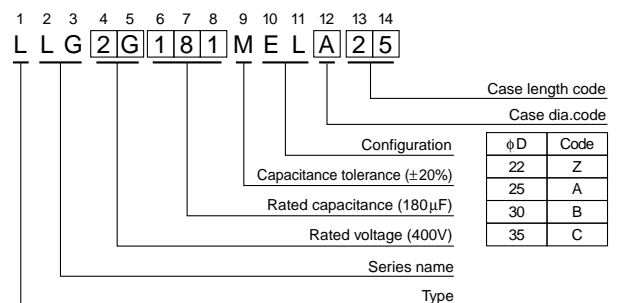 1 2 3 4 5 6 7 8 9 10 11 12 13 14
L L G 2 G 1 8 1 M E L A 2 5
Case length code
Case dia.code
Configuration
Capacitance tolerance (±20%)
Rated capacitance (180μF)
Rated voltage (400V)
Series name
Type
ϕD Code
22 Z
25 A
30 B
35 C